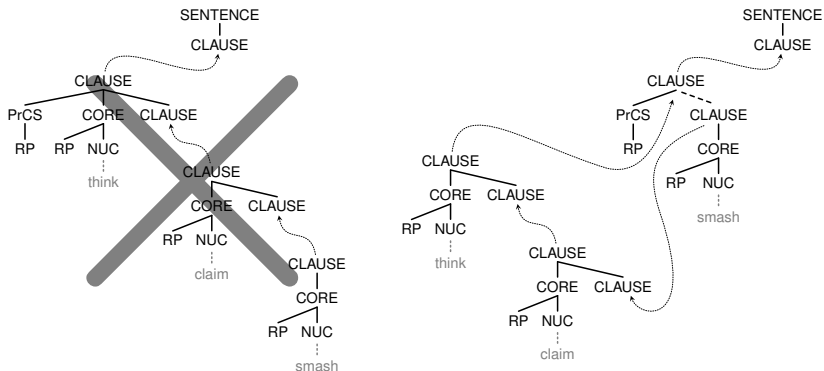 SENTENCE
CLAUSE
CLAUSE
PrCS CORE CLAUSE
RP RP NUC
think
CLAUSE
CORE CLAUSE
RP NUC
claim
CLAUSE
CORE
RP NUC
smash
SENTENCE
CLAUSE
CLAUSE
PrCS CLAUSE
RP CORE
RP NUC
smash
CLAUSE
CORE CLAUSE
RP NUC
think
CLAUSE
CORE CLAUSE
RP NUC
claim